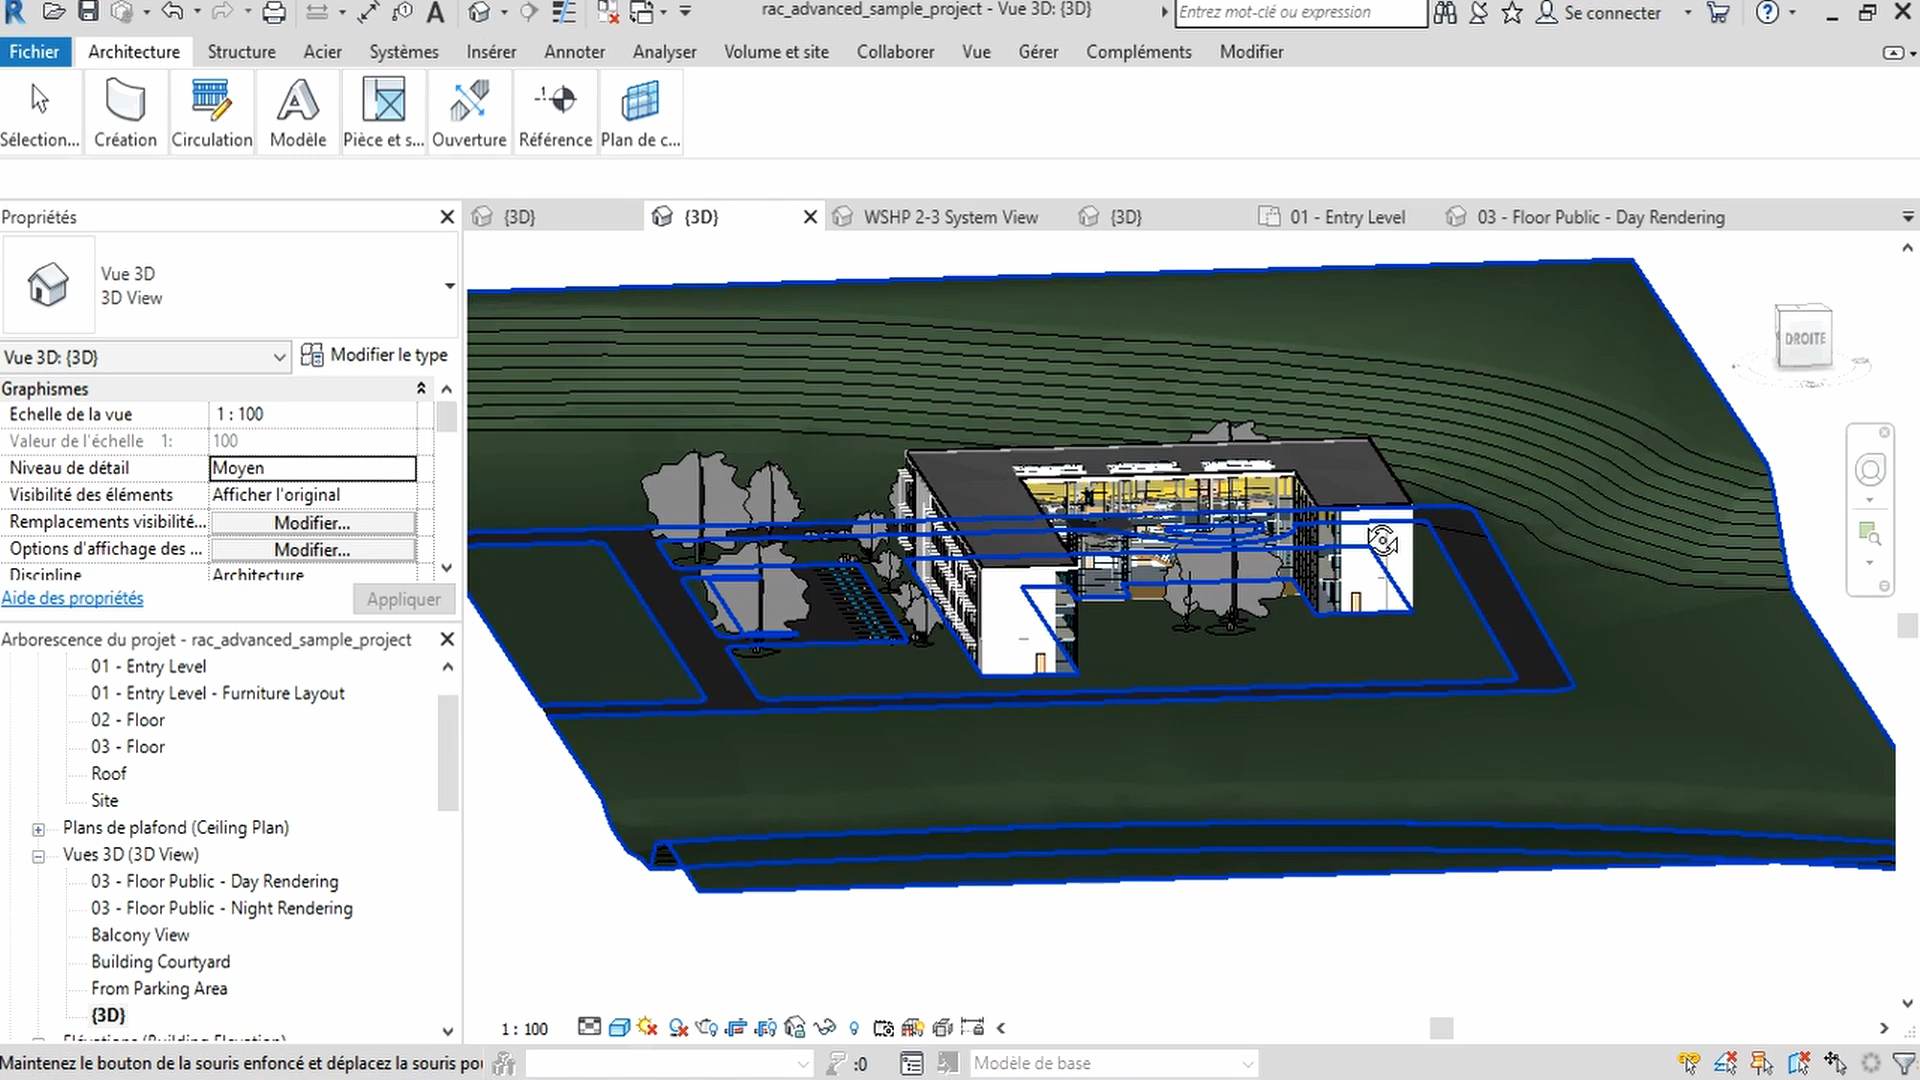 rac_advanced_sample_project - Vue 3D: {3D}
Entrez mot-clé ou expression
Se connecter
Fichier Architecture Structure Acier Systèmes Insérer Annoter Analyser Volume et site Collaborer Vue Gérer Compléments Modifier
Sélection... Création Circulation Modèle Pièce et s... Ouverture Référence Plan de c...
Propriétés
{3D} {3D} WSHP 2-3 System View {3D} 01 - Entry Level 03 - Floor Public - Day Rendering
Vue 3D
3D View
Vue 3D: {3D} Modifier le type
Graphismes
Echelle de la vue 1 : 100
Valeur de l'échelle 1: 100
Niveau de détail Moyen
Visibilité des éléments Afficher l'original
Remplacements visibilité... Modifier...
Options d'affichage des ... Modifier...
Discipline Architecture
Aide des propriétés Appliquer
DROITE
Arborescence du projet - rac_advanced_sample_project
01 - Entry Level
01 - Entry Level - Furniture Layout
02 - Floor
03 - Floor
Roof
Site
Plans de plafond (Ceiling Plan)
Vues 3D (3D View)
03 - Floor Public - Day Rendering
03 - Floor Public - Night Rendering
Balcony View
Building Courtyard
From Parking Area
{3D}
Elévations (Building Elevation)
1 : 100
Maintenez le bouton de la souris enfoncé et déplacez la souris pou
:0
Modèle de base